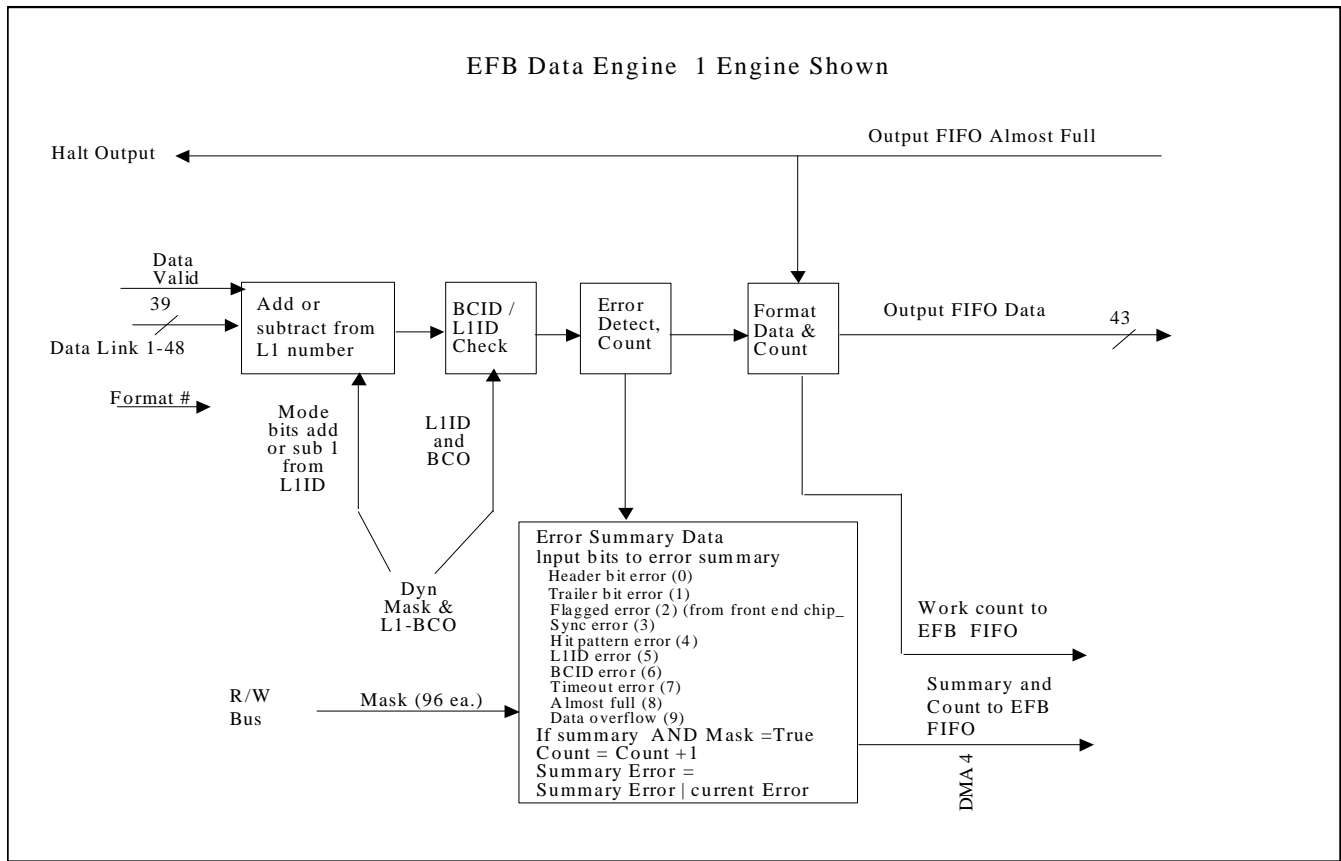 EFB Data Engine 1 Engine Shown
Output FIFO Almost Full
Halt Output
Data
Valid
39
Data Link 1-48
Format #
Add or
subtract from
L1 number
BCID /
L1ID
Check
Error
Detect,
Count
Format
Data &
Count
Output FIFO Data
43
Mode
bits add
or sub 1
from
L1ID
L1ID
and
BCO
Dyn
Mask &
L1-BCO
Error Summary Data
Input bits to error summary
Header bit error (0)
Trailer bit error (1)
Flagged error (2) (from front end chip_
Sync error (3)
Hit pattern error (4)
L1ID error (5)
BCID error (6)
Timeout error (7)
Almost full (8)
Data overflow (9)
If summary AND Mask =True
Count = Count +1
Summary Error =
Summary Error | current Error
R/W
Bus
Mask (96 ea.)
Work count to
EFB FIFO
Summary and
Count to EFB
FIFO
DMA 4